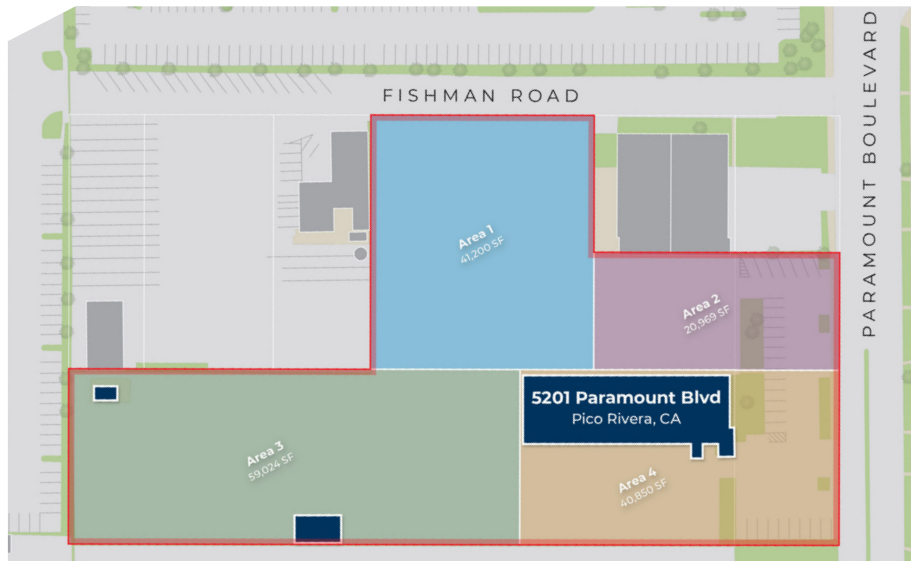 FISHMAN ROAD
PARAMOUNT BOULEVARD
Area 1
41,200 SF
Area 2
20,969 SF
5201 Paramount Blvd
Pico Rivera, CA
Area 3
59,024 SF
Area 4
40,850 SF